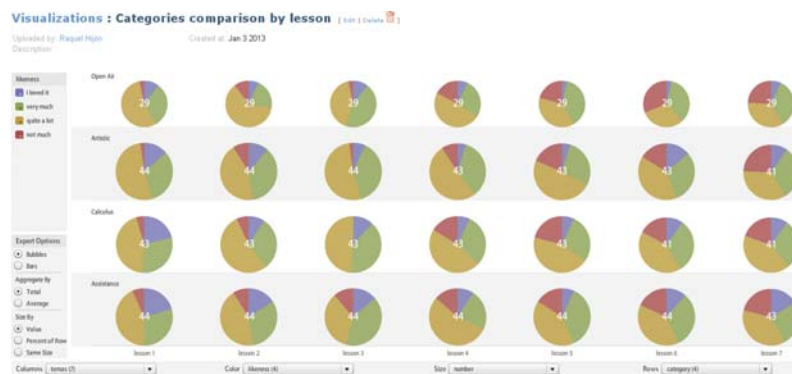 Visualizations : Categories comparison by lesson [ Edit | Delete ]
Uploaded by: Raquel Hijón Created at: Jan 3 2013
Description:
likeness
I loved it
very much
quite a lot
not much
Open Air
29 29 29 29 29 29 29
Artistic
44 44 44 43 43 43 41
Calculus
43 43 43 43 43 41 41
Assistance
44 44 44 44 44 44 43
Expert Options
Bubbles
Bars
Aggregate By
Total
Average
Size By
Value
Percent of Row
Same Size
lesson 1 lesson 2 lesson 3 lesson 4 lesson 5 lesson 6 lesson 7
Columns temas (7) Color likeness (4) Size number Rows category (4)